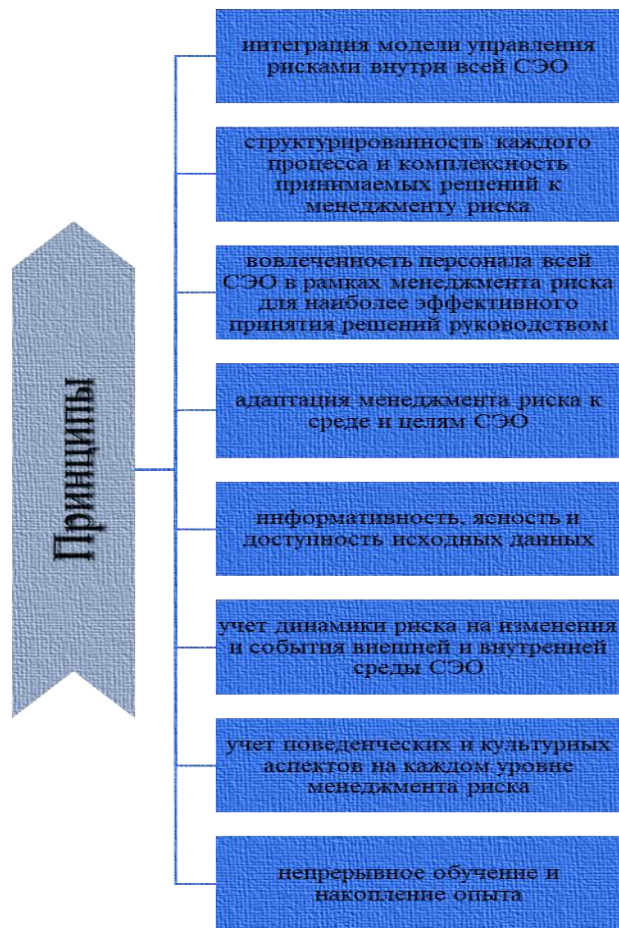 Принципы
интеграция модели управления
рисками внутри всей СЭО
структурированность каждого
процесса и комплексность
принимаемых решений к
менеджменту риска
вовлеченность персонала всей
СЭО в рамках менеджмента риска
для наиболее эффективного
принятия решений руководством
адаптация менеджмента риска к
среде и целям СЭО
информативность, ясность и
доступность исходных данных
учет динамики риска на изменения
и события внешней и внутренней
среды СЭО
учет поведенческих и культурных
аспектов на каждом уровне
менеджмента риска
непрерывное обучение и
накопление опыта